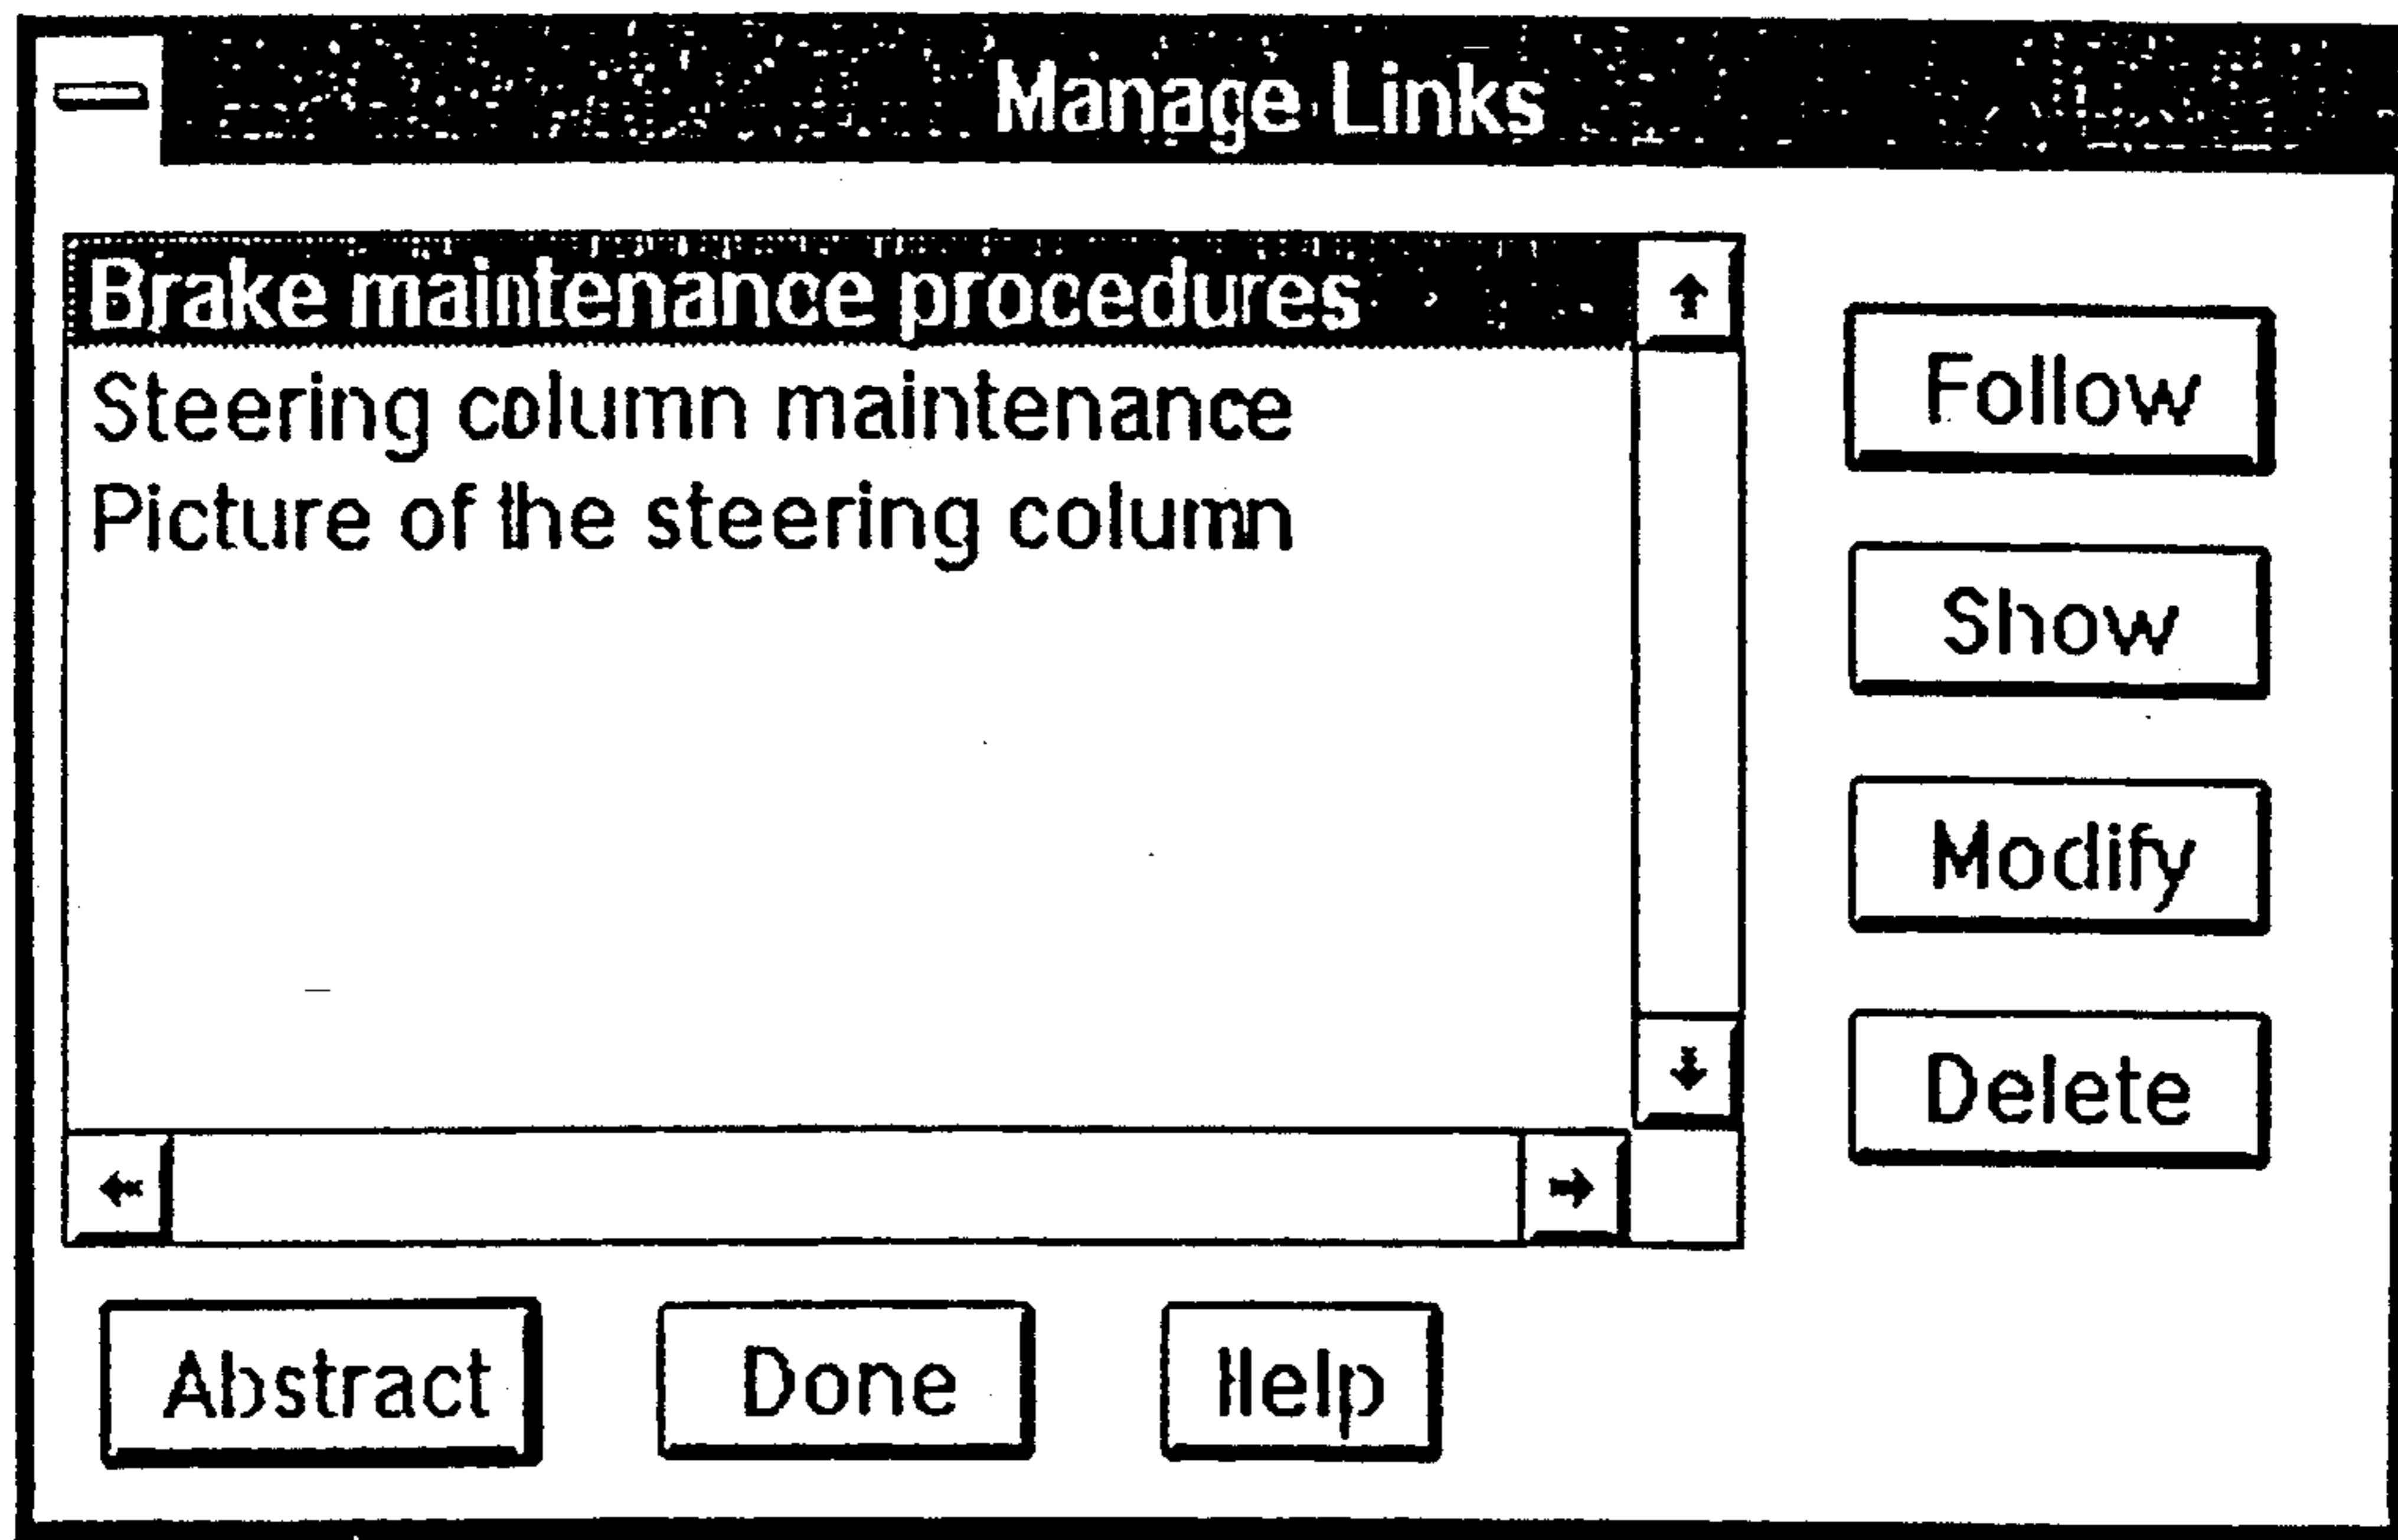 Manage Links
Brake maintenance procedures
Steering column maintenance
Picture of the steering column
Follow
Show
Modify
Delete
Abstract
Done
Help